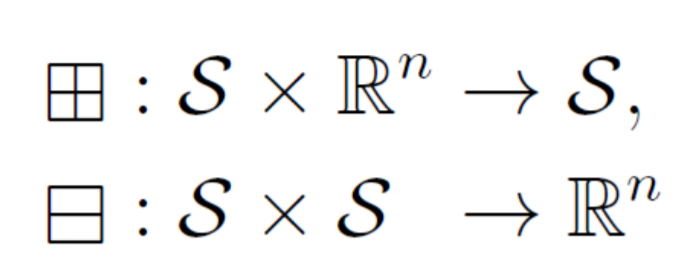 ⊞ : 𝒮 × ℝⁿ → 𝒮,
⊟ : 𝒮 × 𝒮 → ℝⁿ